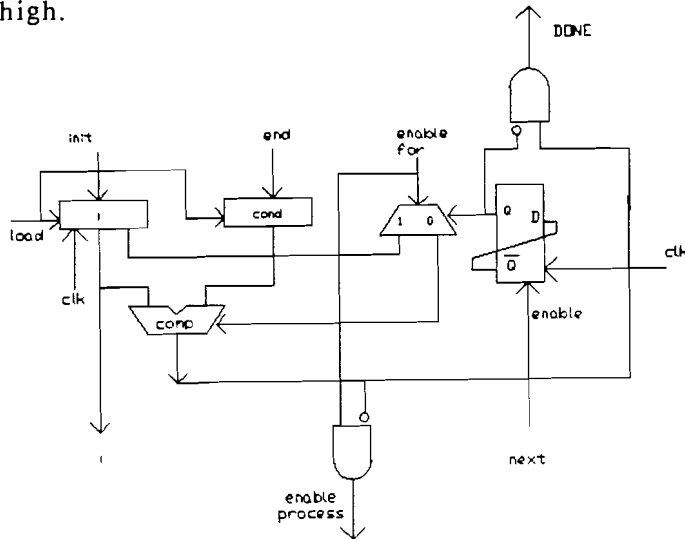 high.
DONE
init
end
enable
for
i
cond
1 0
Q
D
load
Q
clk
clk
comp
enable
i
next
enable
process